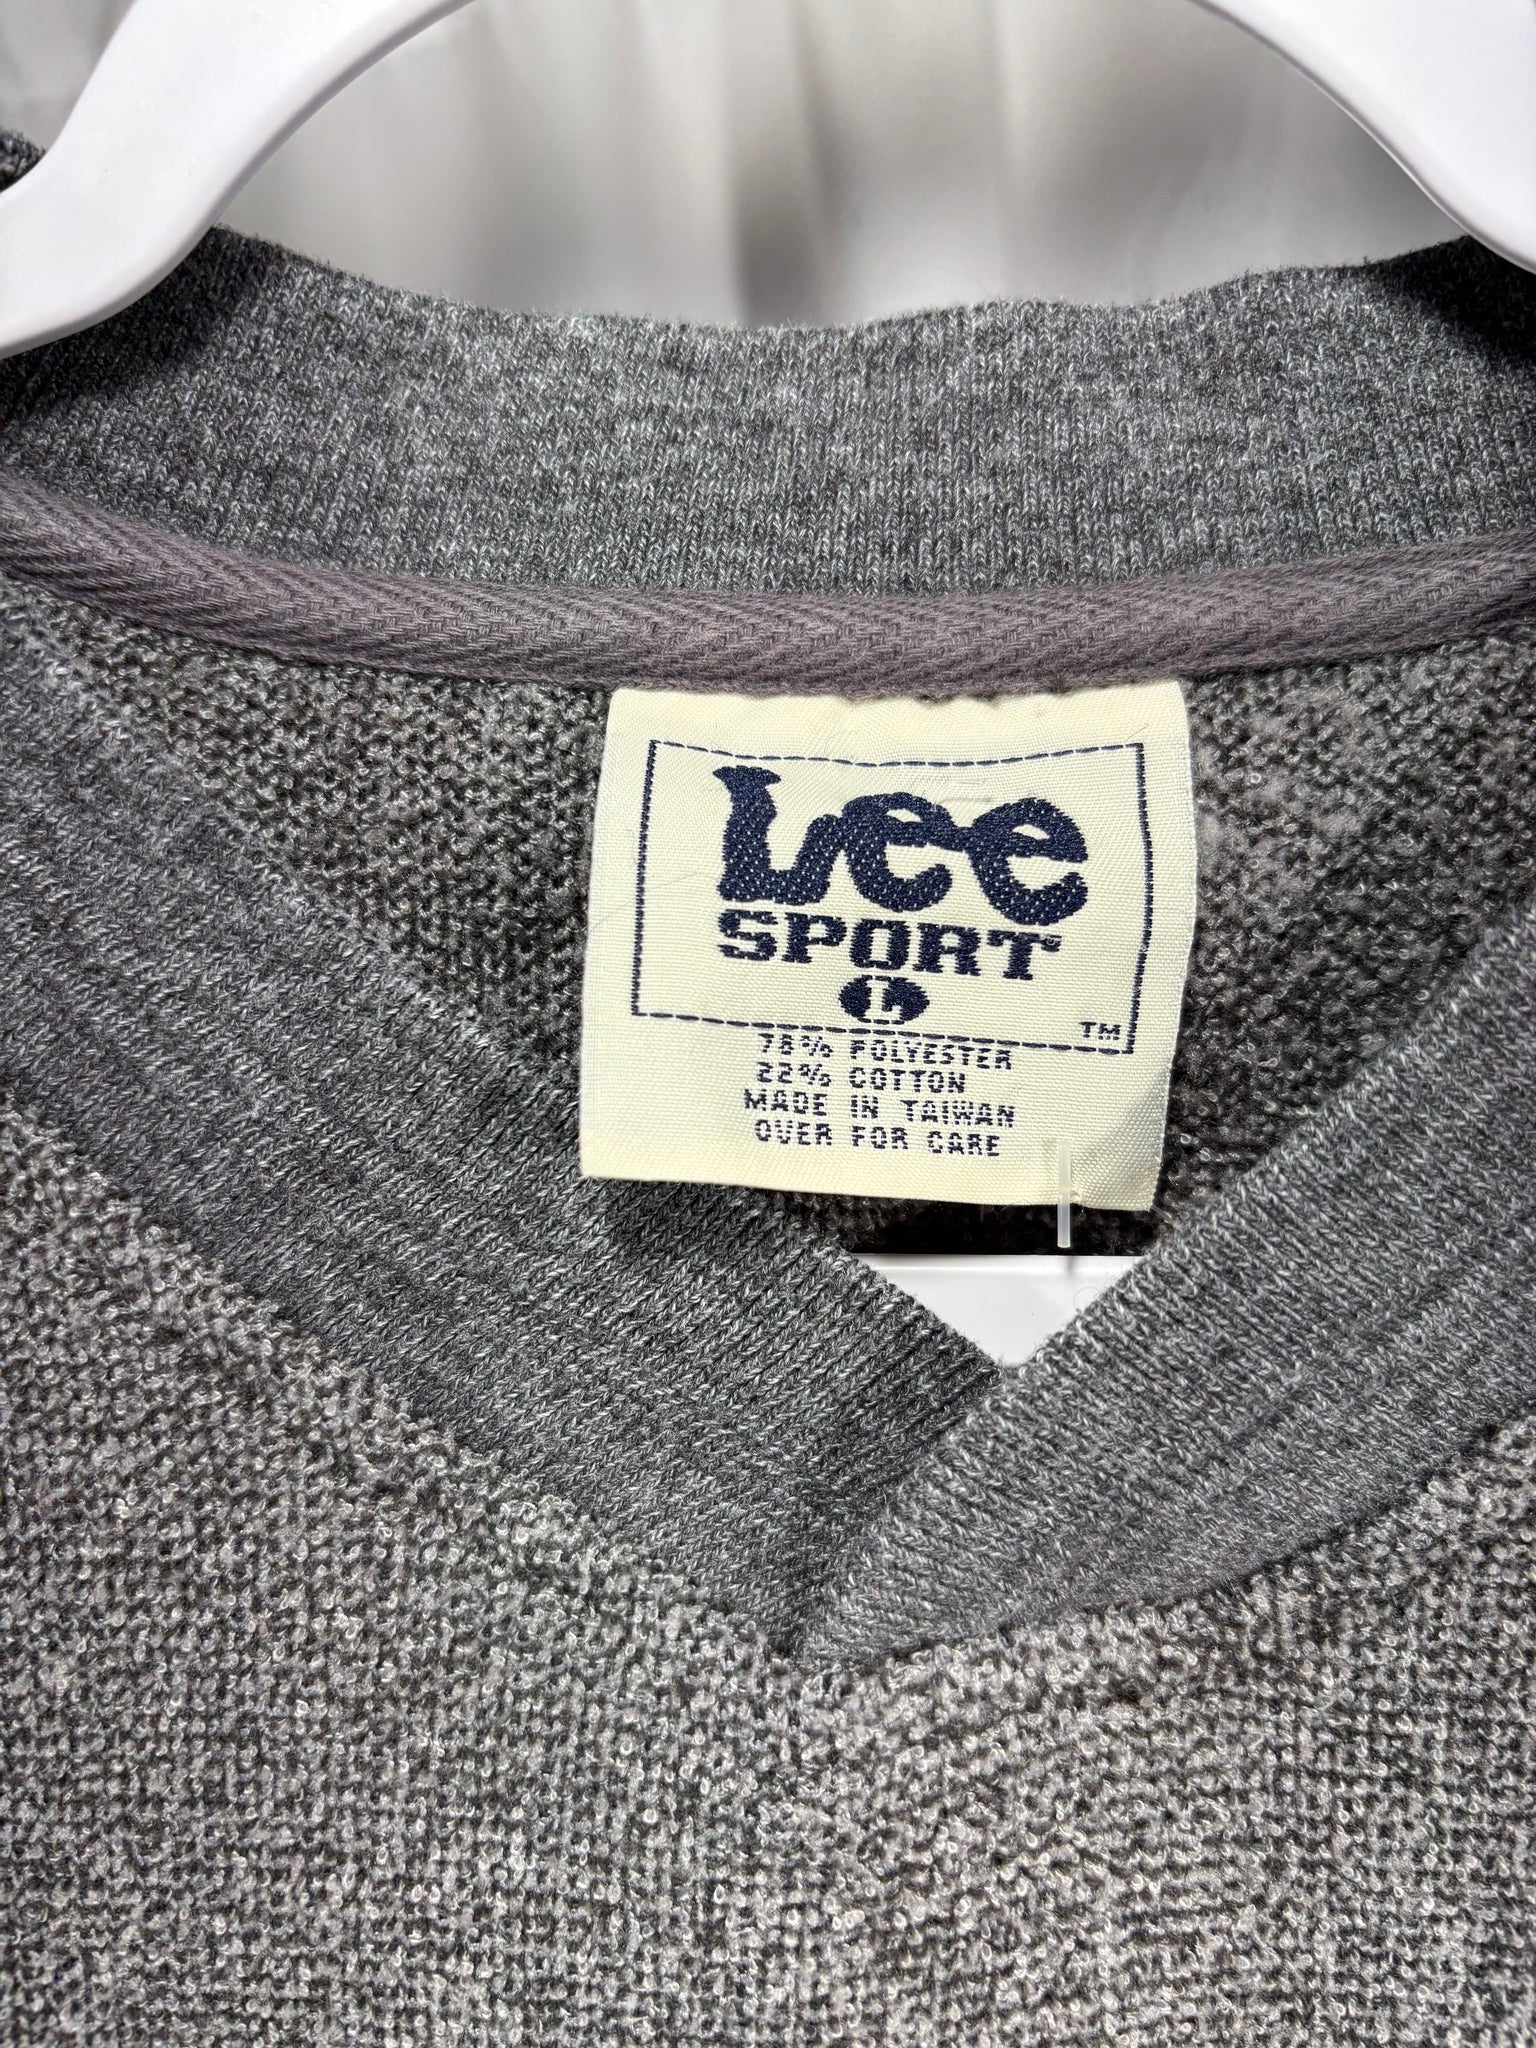 Lee
SPORT
L
TM
78% POLYESTER
22% COTTON
MADE IN TAIWAN
OVER FOR CARE